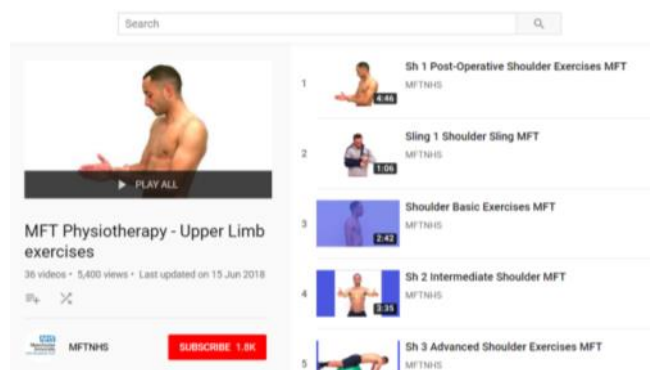 Search
PLAY ALL
MFT Physiotherapy - Upper Limb
exercises
36 videos • 5,400 views • Last updated on 15 Jun 2018
NHS
MFTNHS
SUBSCRIBE 1.8K
1
Sh 1 Post-Operative Shoulder Exercises MFT
MFTNHS
4:46
2
Sling 1 Shoulder Sling MFT
MFTNHS
1:06
3
Shoulder Basic Exercises MFT
MFTNHS
2:42
4
Sh 2 Intermediate Shoulder MFT
MFTNHS
3:35
5
Sh 3 Advanced Shoulder Exercises MFT
MFTNHS